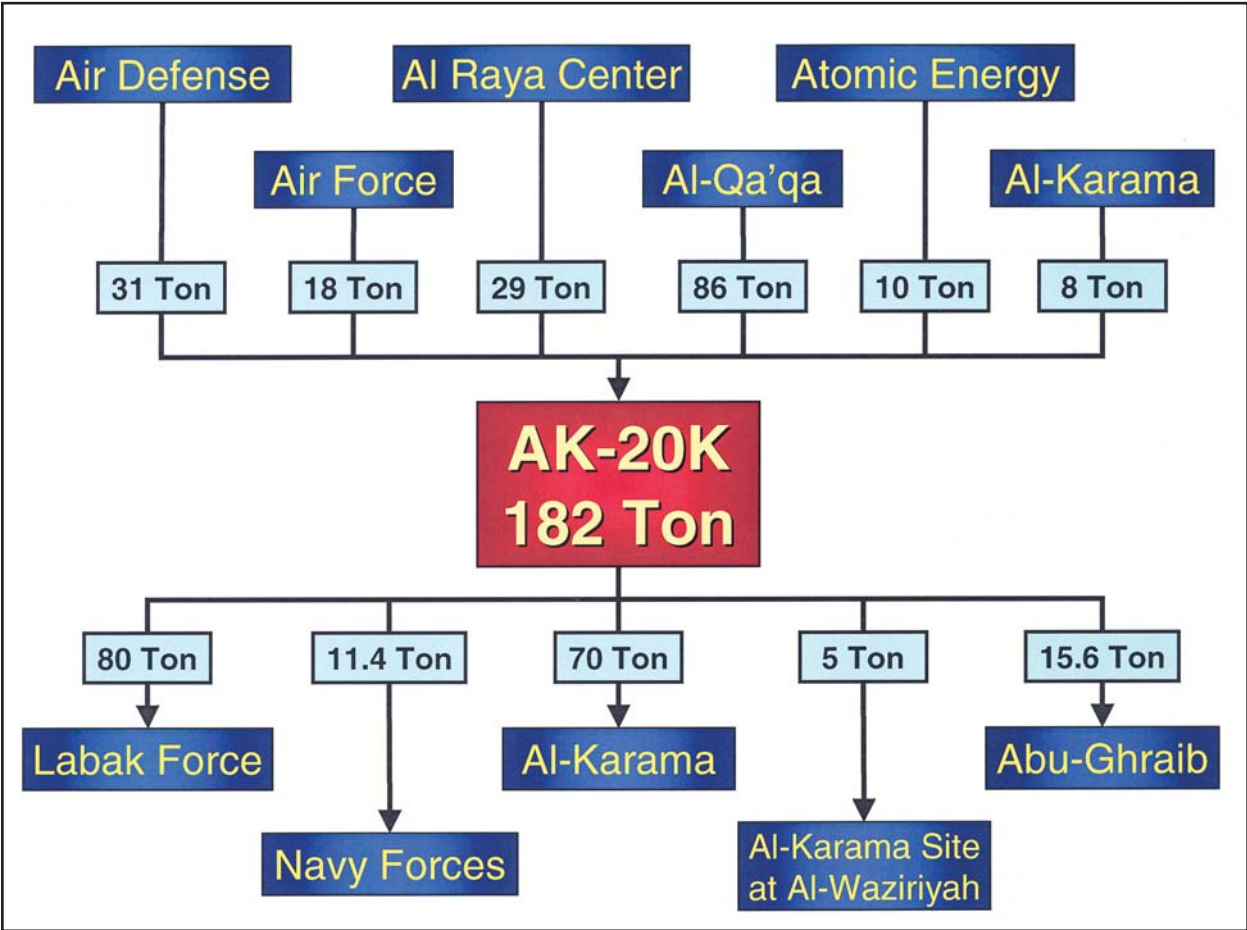 Air Defense
Al Raya Center
Atomic Energy
Air Force
Al-Qa'qa
Al-Karama
31 Ton
18 Ton
29 Ton
86 Ton
10 Ton
8 Ton
AK-20K
182 Ton
80 Ton
11.4 Ton
70 Ton
5 Ton
15.6 Ton
Labak Force
Al-Karama
Abu-Ghraib
Navy Forces
Al-Karama Site
at Al-Waziriyah